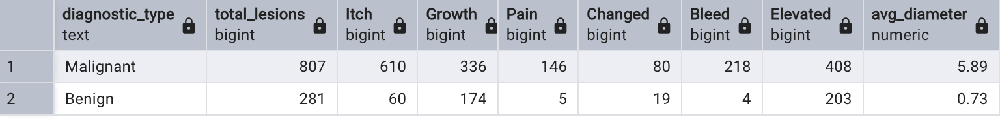 diagnostic_type total_lesions Itch Growth Pain Changed Bleed Elevated avg_diameter
text bigint bigint bigint bigint bigint bigint bigint numeric
1 Malignant 807 610 336 146 80 218 408 5.89
2 Benign 281 60 174 5 19 4 203 0.73